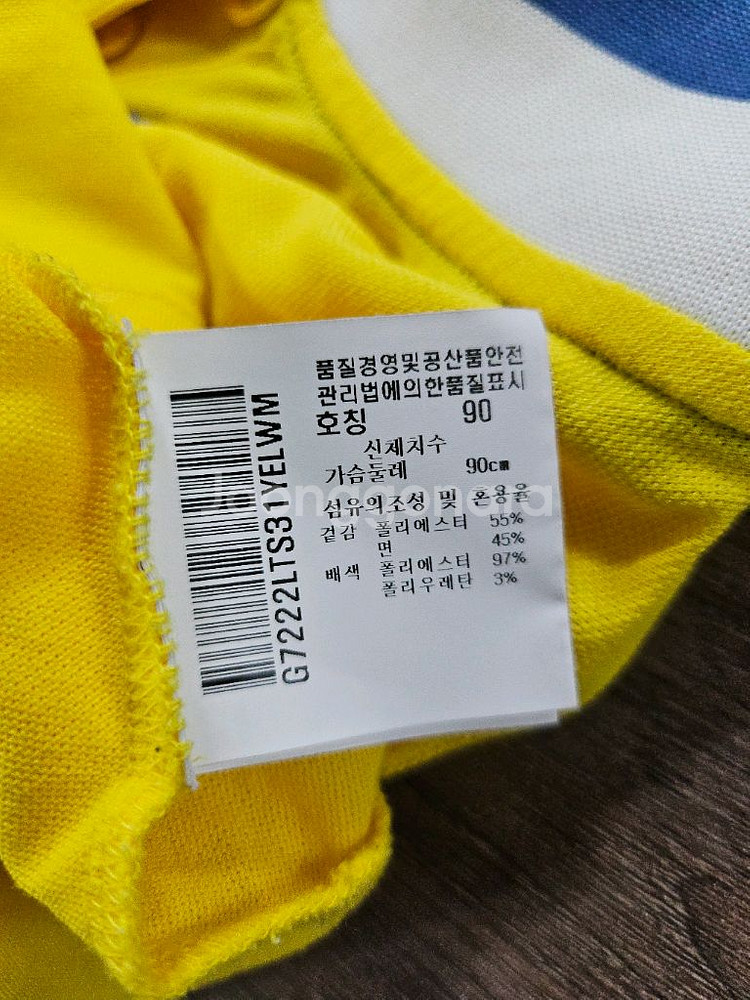 품질경영및공산품안전
관리법에의한품질표시
호칭 90
신체치수
가슴둘레 90cm
섬유의조성 및 혼용율
겉감 폴리에스터 55%
면 45%
배색 폴리에스터 97%
폴리우레탄 3%
G7222LTS31YELWM
Joonggonara